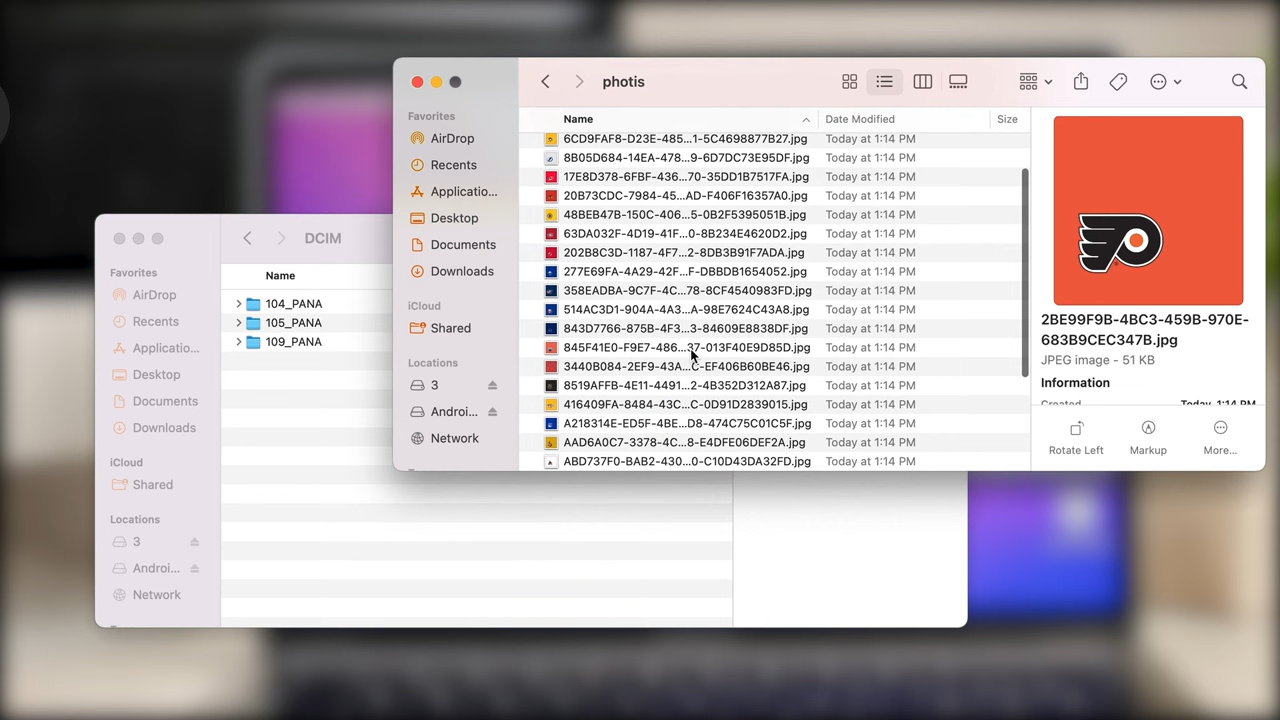 photis
Favorites
AirDrop
Recents
Applicatio...
Desktop
Documents
Downloads
iCloud
Shared
Locations
3
Androi...
Network
Name
Date Modified
Size
6CD9FAF8-D23E-485...1-5C4698877B27.jpg Today at 1:14 PM
8B05D684-14EA-478...9-6D7DC73E95DF.jpg Today at 1:14 PM
17E8D378-6FBF-436...70-35DD1B7517FA.jpg Today at 1:14 PM
20B73CDC-7984-45...AD-F406F16357A0.jpg Today at 1:14 PM
48BEB47B-150C-406...5-0B2F5395051B.jpg Today at 1:14 PM
63DA032F-4D19-41F...0-8B234E4620D2.jpg Today at 1:14 PM
202B8C3D-1187-4F7...2-8DB3B91F7ADA.jpg Today at 1:14 PM
277E69FA-4A29-42F...F-DBBDB1654052.jpg Today at 1:14 PM
358EADBA-9C7F-4C...78-8CF4540983FD.jpg Today at 1:14 PM
514AC3D1-904A-4A3...A-98E7624C43A8.jpg Today at 1:14 PM
843D7766-875B-4F3...3-84609E8838DF.jpg Today at 1:14 PM
845F41E0-F9E7-486...37-013F40E9D85D.jpg Today at 1:14 PM
3440B084-2EF9-43A...C-EF406B60BE46.jpg Today at 1:14 PM
8519AFFB-4E11-4491...2-4B352D312A87.jpg Today at 1:14 PM
416409FA-8484-43C...C-0D91D2839015.jpg Today at 1:14 PM
A218314E-ED5F-4BE...D8-474C75C01C5F.jpg Today at 1:14 PM
AAD6A0C7-3378-4C...8-E4DFE06DEF2A.jpg Today at 1:14 PM
ABD737F0-BAB2-430...0-C10D43DA32FD.jpg Today at 1:14 PM
2BE99F9B-4BC3-459B-970E-
683B9CEC347B.jpg
JPEG image - 51 KB
Information
Created Today, 1:14 PM
Rotate Left
Markup
More...
DCIM
Favorites
AirDrop
Recents
Applicatio...
Desktop
Documents
Downloads
iCloud
Shared
Locations
3
Androi...
Network
Name
104_PANA
105_PANA
109_PANA